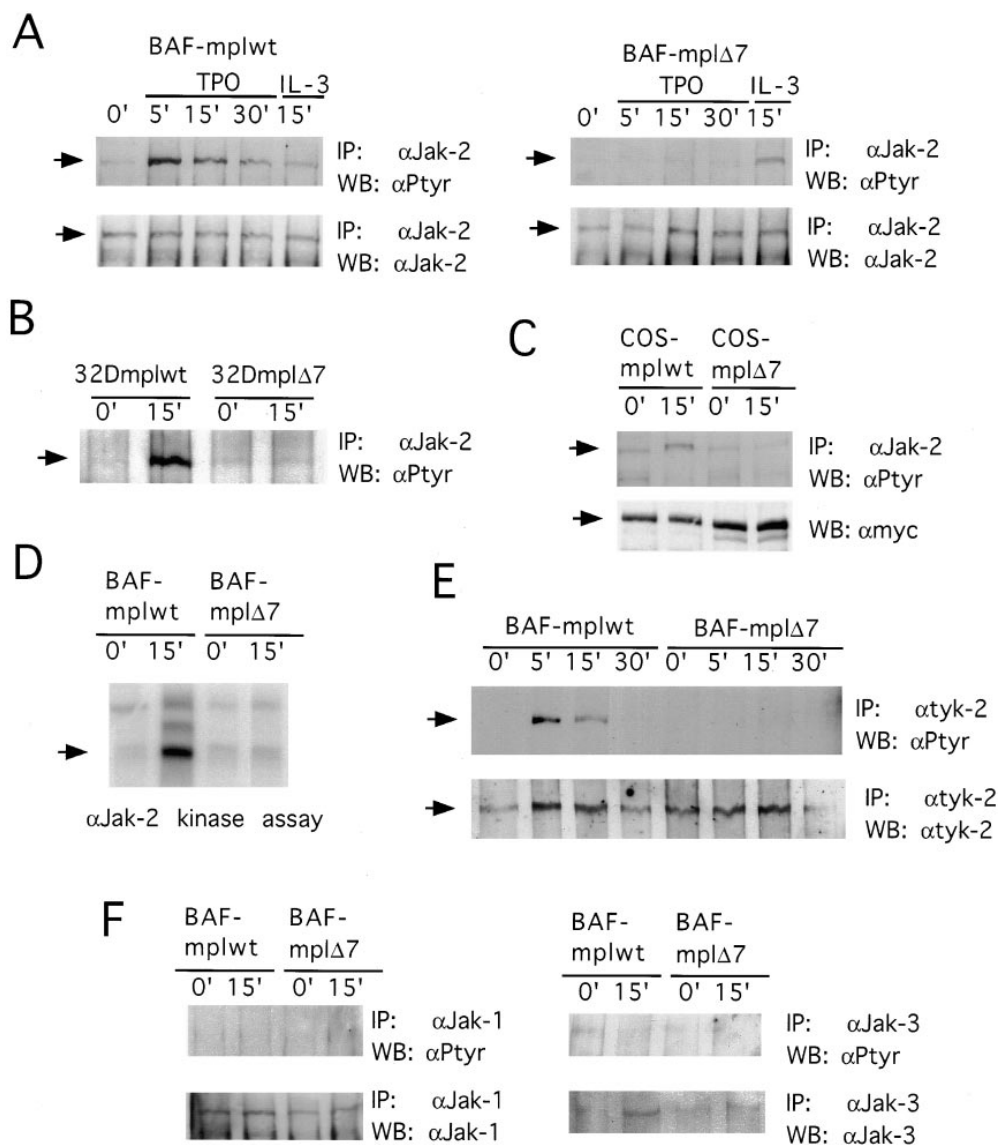 A
BAF-mplwt
TPO IL-3
0' 5' 15' 30' 15'
IP: αJak-2
WB: αPtyr
IP: αJak-2
WB: αJak-2
BAF-mplΔ7
TPO IL-3
0' 5' 15' 30' 15'
IP: αJak-2
WB: αPtyr
IP: αJak-2
WB: αJak-2
B
32Dmplwt 32DmplΔ7
0' 15' 0' 15'
IP: αJak-2
WB: αPtyr
C
COS- COS-
mplwt mplΔ7
0' 15' 0' 15'
IP: αJak-2
WB: αPtyr
WB: αmyc
D
BAF- BAF-
mplwt mplΔ7
0' 15' 0' 15'
αJak-2 kinase assay
E
BAF-mplwt BAF-mplΔ7
0' 5' 15' 30' 0' 5' 15' 30'
IP: αtyk-2
WB: αPtyr
IP: αtyk-2
WB: αtyk-2
F
BAF- BAF-
mplwt mplΔ7
0' 15' 0' 15'
IP: αJak-1
WB: αPtyr
IP: αJak-1
WB: αJak-1
BAF- BAF-
mplwt mplΔ7
0' 15' 0' 15'
IP: αJak-3
WB: αPtyr
IP: αJak-3
WB: αJak-3